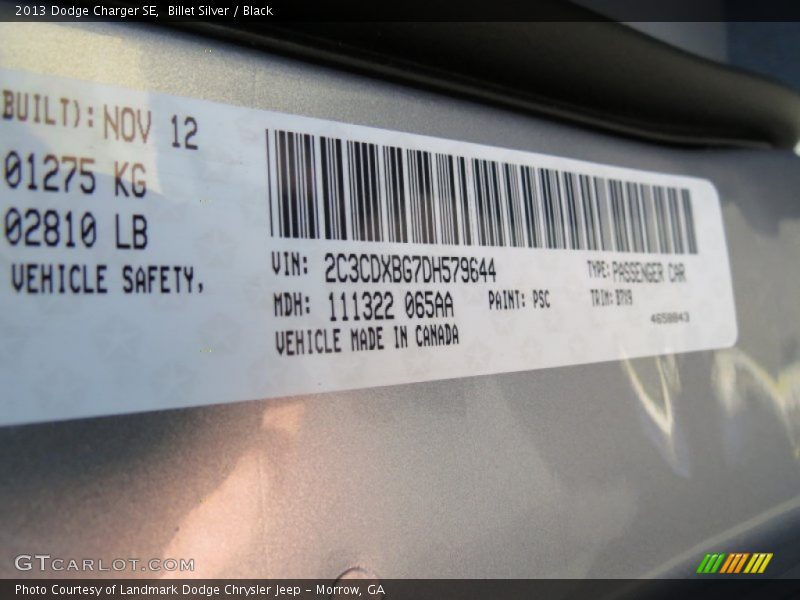 2013 Dodge Charger SE, Billet Silver / Black
BUILT): NOV 12
01275 KG
02810 LB
VEHICLE SAFETY,
VIN: 2C3CDXBG7DH579644
TYPE: PASSENGER CAR
MDH: 111322 065AA
PAINT: PSC
TRIM: B7V9
VEHICLE MADE IN CANADA
4658843
GTCARLOT.COM
Photo Courtesy of Landmark Dodge Chrysler Jeep – Morrow, GA